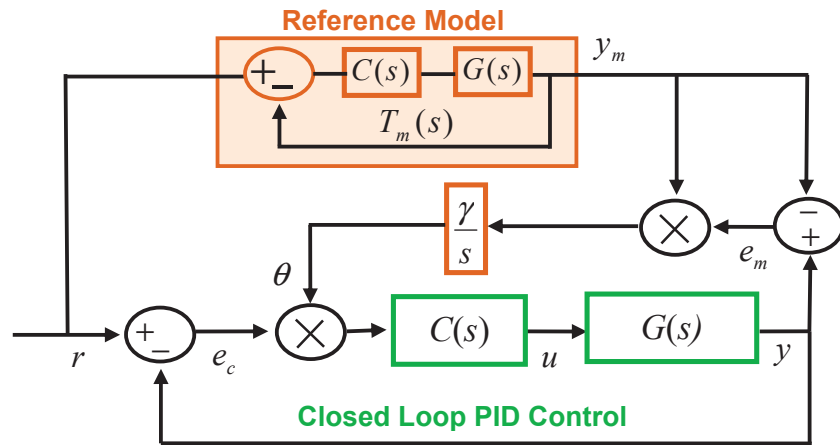 Reference Model
+
−
C(s)
G(s)
y_m
T_m(s)
γ/s
−
+
e_m
θ
+
−
r
e_c
C(s)
u
G(s)
y
Closed Loop PID Control